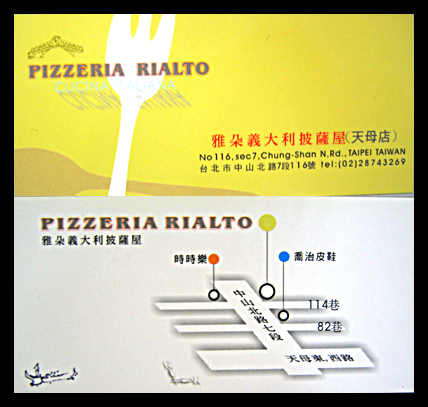 PIZZERIA RIALTO
CUCINA ITALIANA
雅朵義大利披薩屋(天母店)
No116,sec7,Chung-Shan N,Rd.,TAIPEI TAIWAN
台北市中山北路7段116號 tel:(02)28743269
PIZZERIA RIALTO
雅朵義大利披薩屋
時時樂
喬治皮鞋
中山北路七段
114巷
82巷
天母東.西路